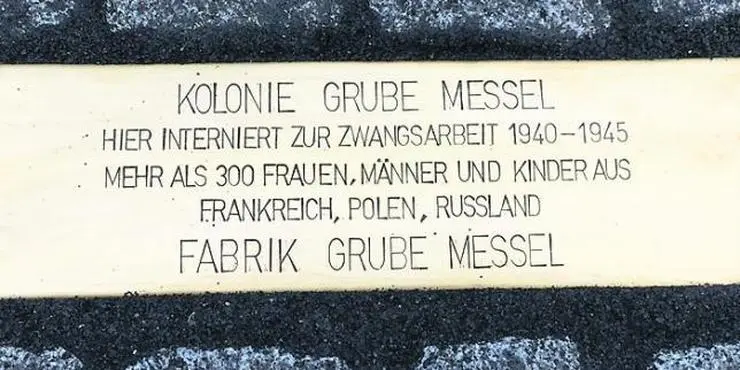 KOLONIE GRUBE MESSEL
HIER INTERNIERT ZUR ZWANGSARBEIT 1940-1945
MEHR ALS 300 FRAUEN, MÄNNER UND KINDER AUS
FRANKREICH, POLEN, RUSSLAND
FABRIK GRUBE MESSEL